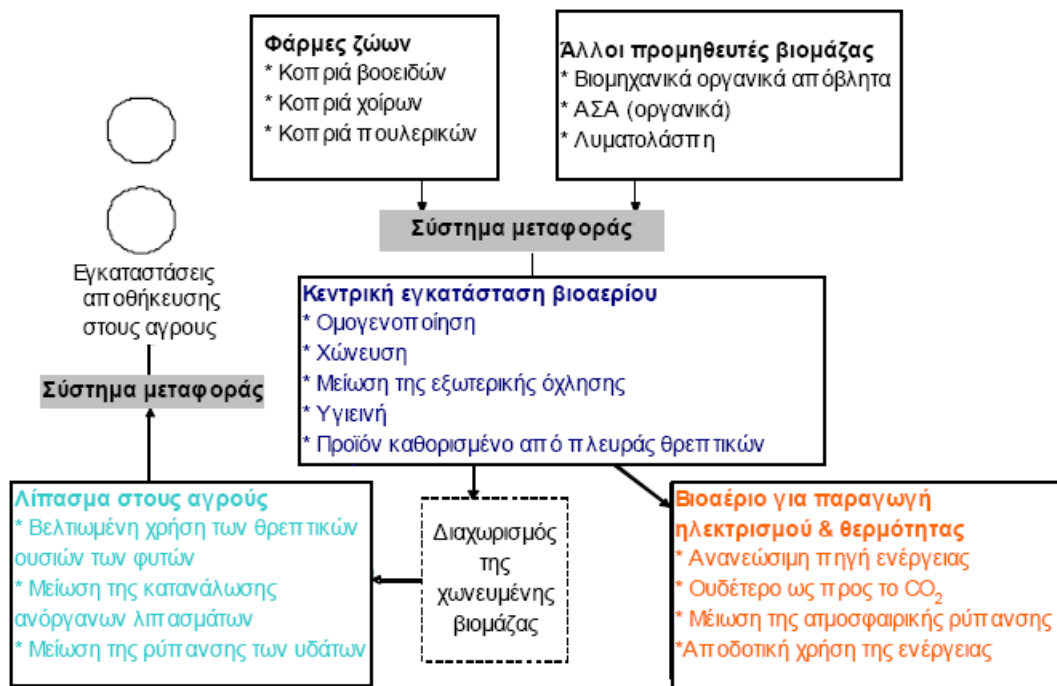 Φάρμες ζώων
* Κοπριά βοοειδών
* Κοπριά χοίρων
* Κοπριά πουλερικών
Άλλοι προμηθευτές βιομάζας
* Βιομηχανικά οργανικά απόβλητα
* ΑΣΑ (οργανικά)
* Λυματολάσπη
Σύστημα μεταφοράς
Κεντρική εγκατάσταση βιοαερίου
* Ομογενοποίηση
* Χώνευση
* Μείωση της εξωτερικής όχλησης
* Υγιεινή
* Προϊόν καθορισμένο από πλευράς θρεπτικών
Εγκαταστάσεις
αποθήκευσης
στους αγρους
Σύστημα μεταφοράς
Λίπασμα στους αγρούς
* Βελτιωμένη χρήση των θρεπτικών
ουσιών των φυτών
* Μείωση της κατανάλωσης
ανόργανων λιπασμάτων
* Μείωση της ρύπανσης των υδάτων
Διαχωρισμός
της
χωνευμένης
βιομάζας
Βιοαέριο για παραγωγή
ηλεκτρισμού & θερμότητας
* Ανανεώσιμη πηγή ενέργειας
* Ουδέτερο ως προς το CO₂
* Μέιωση της ατμοσφαιρικής ρύπανσης
*Αποδοτική χρήση της ενέργειας